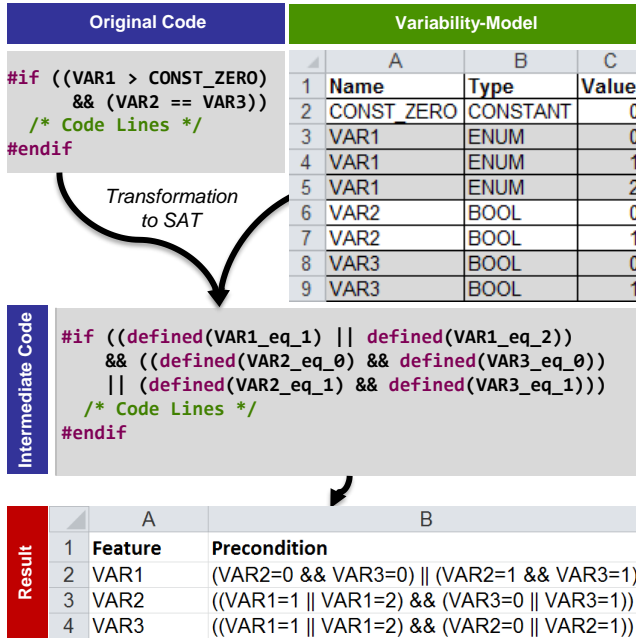 Original Code
Variability-Model
#if ((VAR1 > CONST_ZERO)
&& (VAR2 == VAR3))
/* Code Lines */
#endif
A B C
1 Name Type Value
2 CONST_ZERO CONSTANT 0
3 VAR1 ENUM 0
4 VAR1 ENUM 1
5 VAR1 ENUM 2
6 VAR2 BOOL 0
7 VAR2 BOOL 1
8 VAR3 BOOL 0
9 VAR3 BOOL 1
Transformation
to SAT
Intermediate Code
#if ((defined(VAR1_eq_1) || defined(VAR1_eq_2))
&& ((defined(VAR2_eq_0) && defined(VAR3_eq_0))
|| (defined(VAR2_eq_1) && defined(VAR3_eq_1)))
/* Code Lines */
#endif
Result
A B
1 Feature Precondition
2 VAR1 (VAR2=0 && VAR3=0) || (VAR2=1 && VAR3=1)
3 VAR2 ((VAR1=1 || VAR1=2) && (VAR3=0 || VAR3=1))
4 VAR3 ((VAR1=1 || VAR1=2) && (VAR2=0 || VAR2=1))